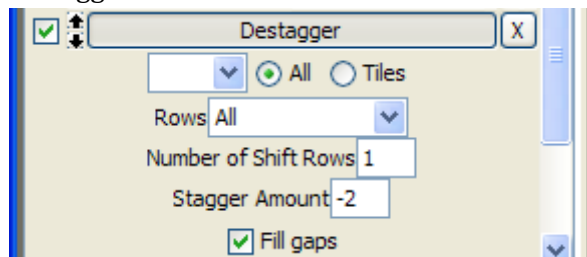 Destagger X
All Tiles
Rows All
Number of Shift Rows 1
Stagger Amount -2
Fill gaps